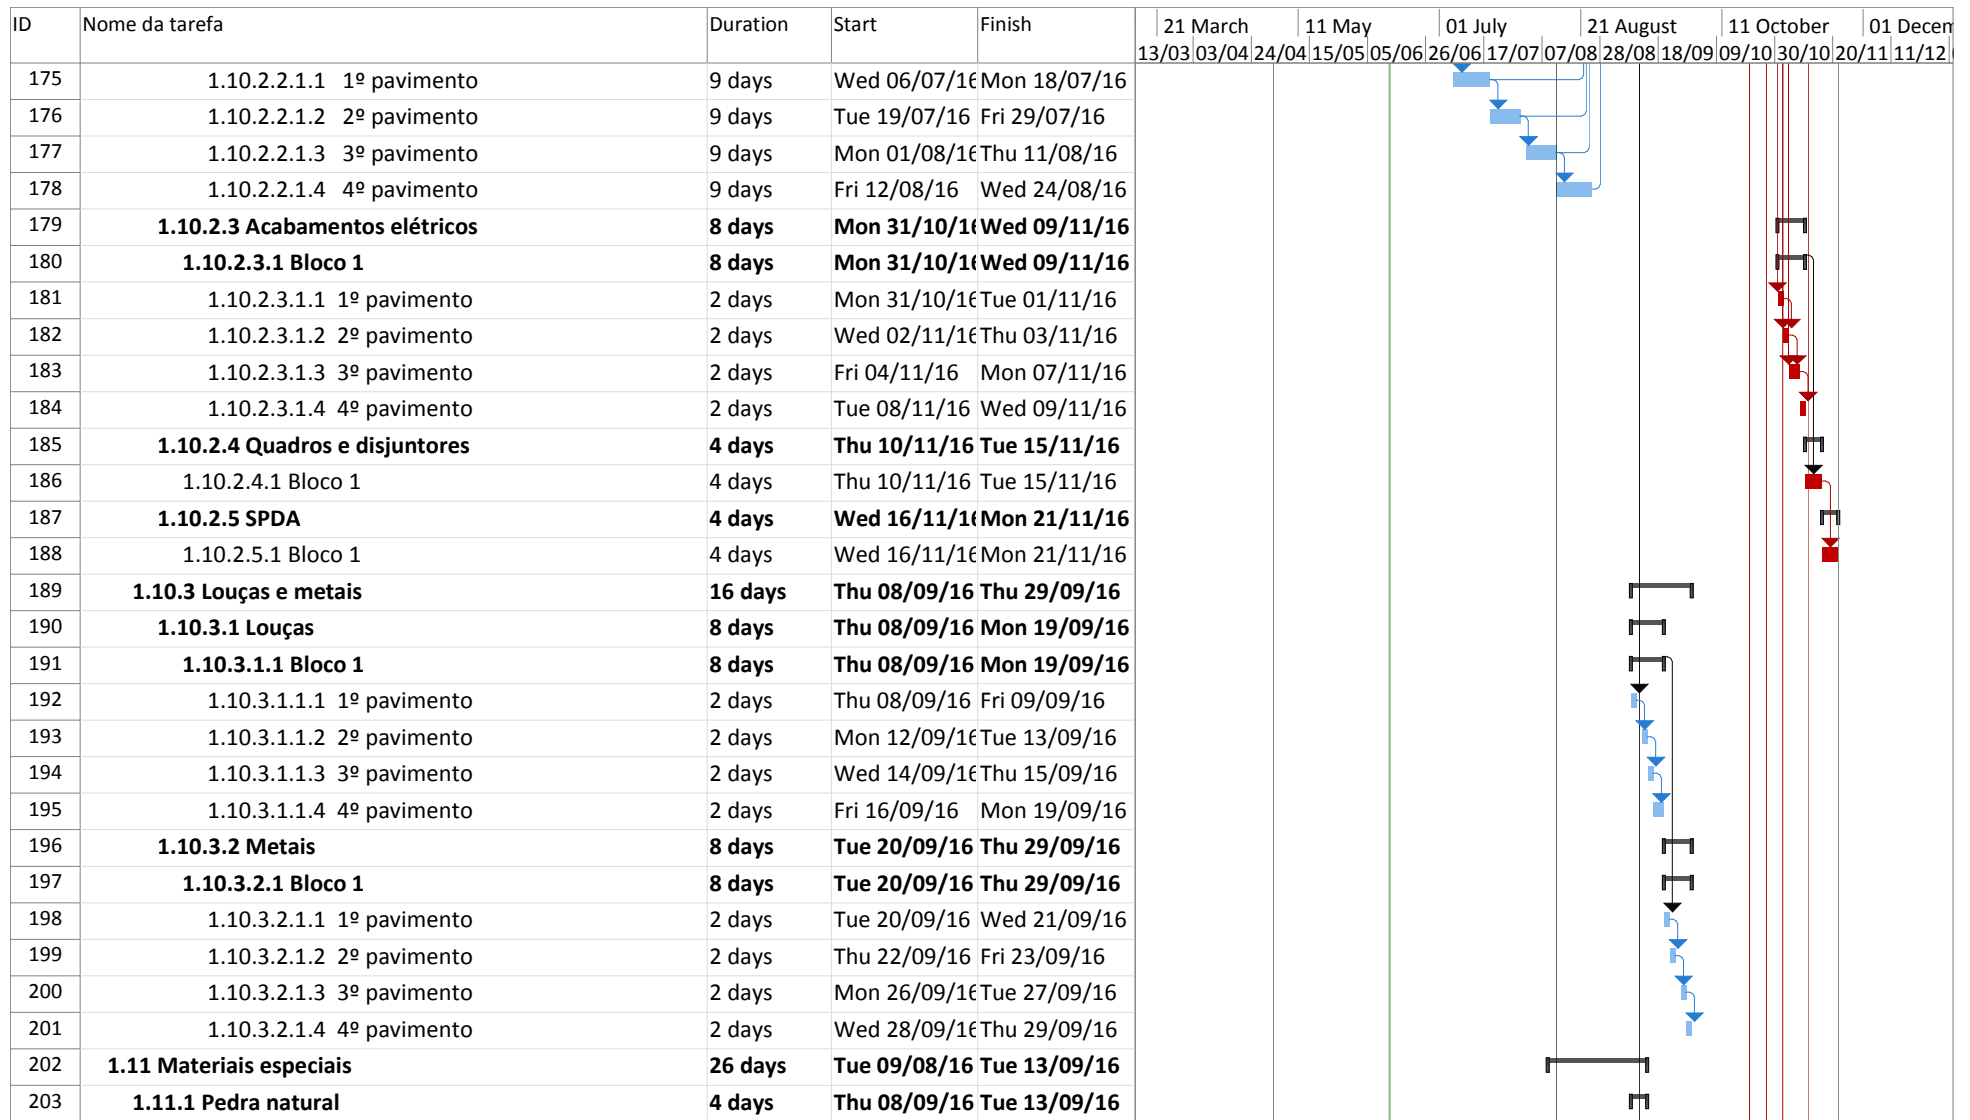 ID Nome da tarefa Duration Start Finish 21 March 11 May 01 July 21 August 11 October 01 Decem
13/03 03/04 24/04 15/05 05/06 26/06 17/07 07/08 28/08 18/09 09/10 30/10 20/11 11/12
175 1.10.2.2.1.1 1º pavimento 9 days Wed 06/07/16 Mon 18/07/16
176 1.10.2.2.1.2 2º pavimento 9 days Tue 19/07/16 Fri 29/07/16
177 1.10.2.2.1.3 3º pavimento 9 days Mon 01/08/16 Thu 11/08/16
178 1.10.2.2.1.4 4º pavimento 9 days Fri 12/08/16 Wed 24/08/16
179 1.10.2.3 Acabamentos elétricos 8 days Mon 31/10/16 Wed 09/11/16
180 1.10.2.3.1 Bloco 1 8 days Mon 31/10/16 Wed 09/11/16
181 1.10.2.3.1.1 1º pavimento 2 days Mon 31/10/16 Tue 01/11/16
182 1.10.2.3.1.2 2º pavimento 2 days Wed 02/11/16 Thu 03/11/16
183 1.10.2.3.1.3 3º pavimento 2 days Fri 04/11/16 Mon 07/11/16
184 1.10.2.3.1.4 4º pavimento 2 days Tue 08/11/16 Wed 09/11/16
185 1.10.2.4 Quadros e disjuntores 4 days Thu 10/11/16 Tue 15/11/16
186 1.10.2.4.1 Bloco 1 4 days Thu 10/11/16 Tue 15/11/16
187 1.10.2.5 SPDA 4 days Wed 16/11/16 Mon 21/11/16
188 1.10.2.5.1 Bloco 1 4 days Wed 16/11/16 Mon 21/11/16
189 1.10.3 Louças e metais 16 days Thu 08/09/16 Thu 29/09/16
190 1.10.3.1 Louças 8 days Thu 08/09/16 Mon 19/09/16
191 1.10.3.1.1 Bloco 1 8 days Thu 08/09/16 Mon 19/09/16
192 1.10.3.1.1.1 1º pavimento 2 days Thu 08/09/16 Fri 09/09/16
193 1.10.3.1.1.2 2º pavimento 2 days Mon 12/09/16 Tue 13/09/16
194 1.10.3.1.1.3 3º pavimento 2 days Wed 14/09/16 Thu 15/09/16
195 1.10.3.1.1.4 4º pavimento 2 days Fri 16/09/16 Mon 19/09/16
196 1.10.3.2 Metais 8 days Tue 20/09/16 Thu 29/09/16
197 1.10.3.2.1 Bloco 1 8 days Tue 20/09/16 Thu 29/09/16
198 1.10.3.2.1.1 1º pavimento 2 days Tue 20/09/16 Wed 21/09/16
199 1.10.3.2.1.2 2º pavimento 2 days Thu 22/09/16 Fri 23/09/16
200 1.10.3.2.1.3 3º pavimento 2 days Mon 26/09/16 Tue 27/09/16
201 1.10.3.2.1.4 4º pavimento 2 days Wed 28/09/16 Thu 29/09/16
202 1.11 Materiais especiais 26 days Tue 09/08/16 Tue 13/09/16
203 1.11.1 Pedra natural 4 days Thu 08/09/16 Tue 13/09/16